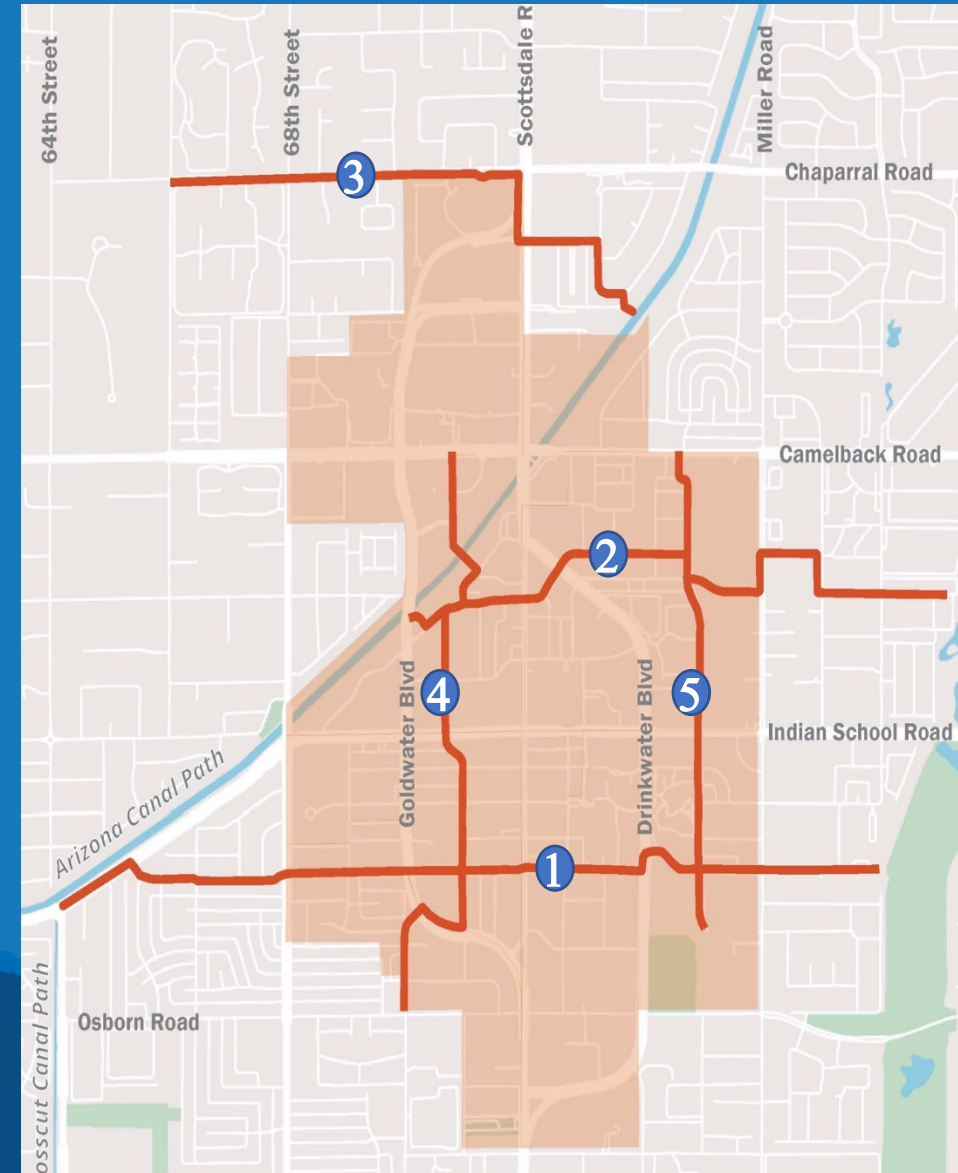 64th Street
68th Street
Scottsdale R
Miller Road
3
Chaparral Road
Camelback Road
2
4
5
Goldwater Blvd
Drinkwater Blvd
Indian School Road
Arizona Canal Path
1
Osborn Road
osscut Canal Path